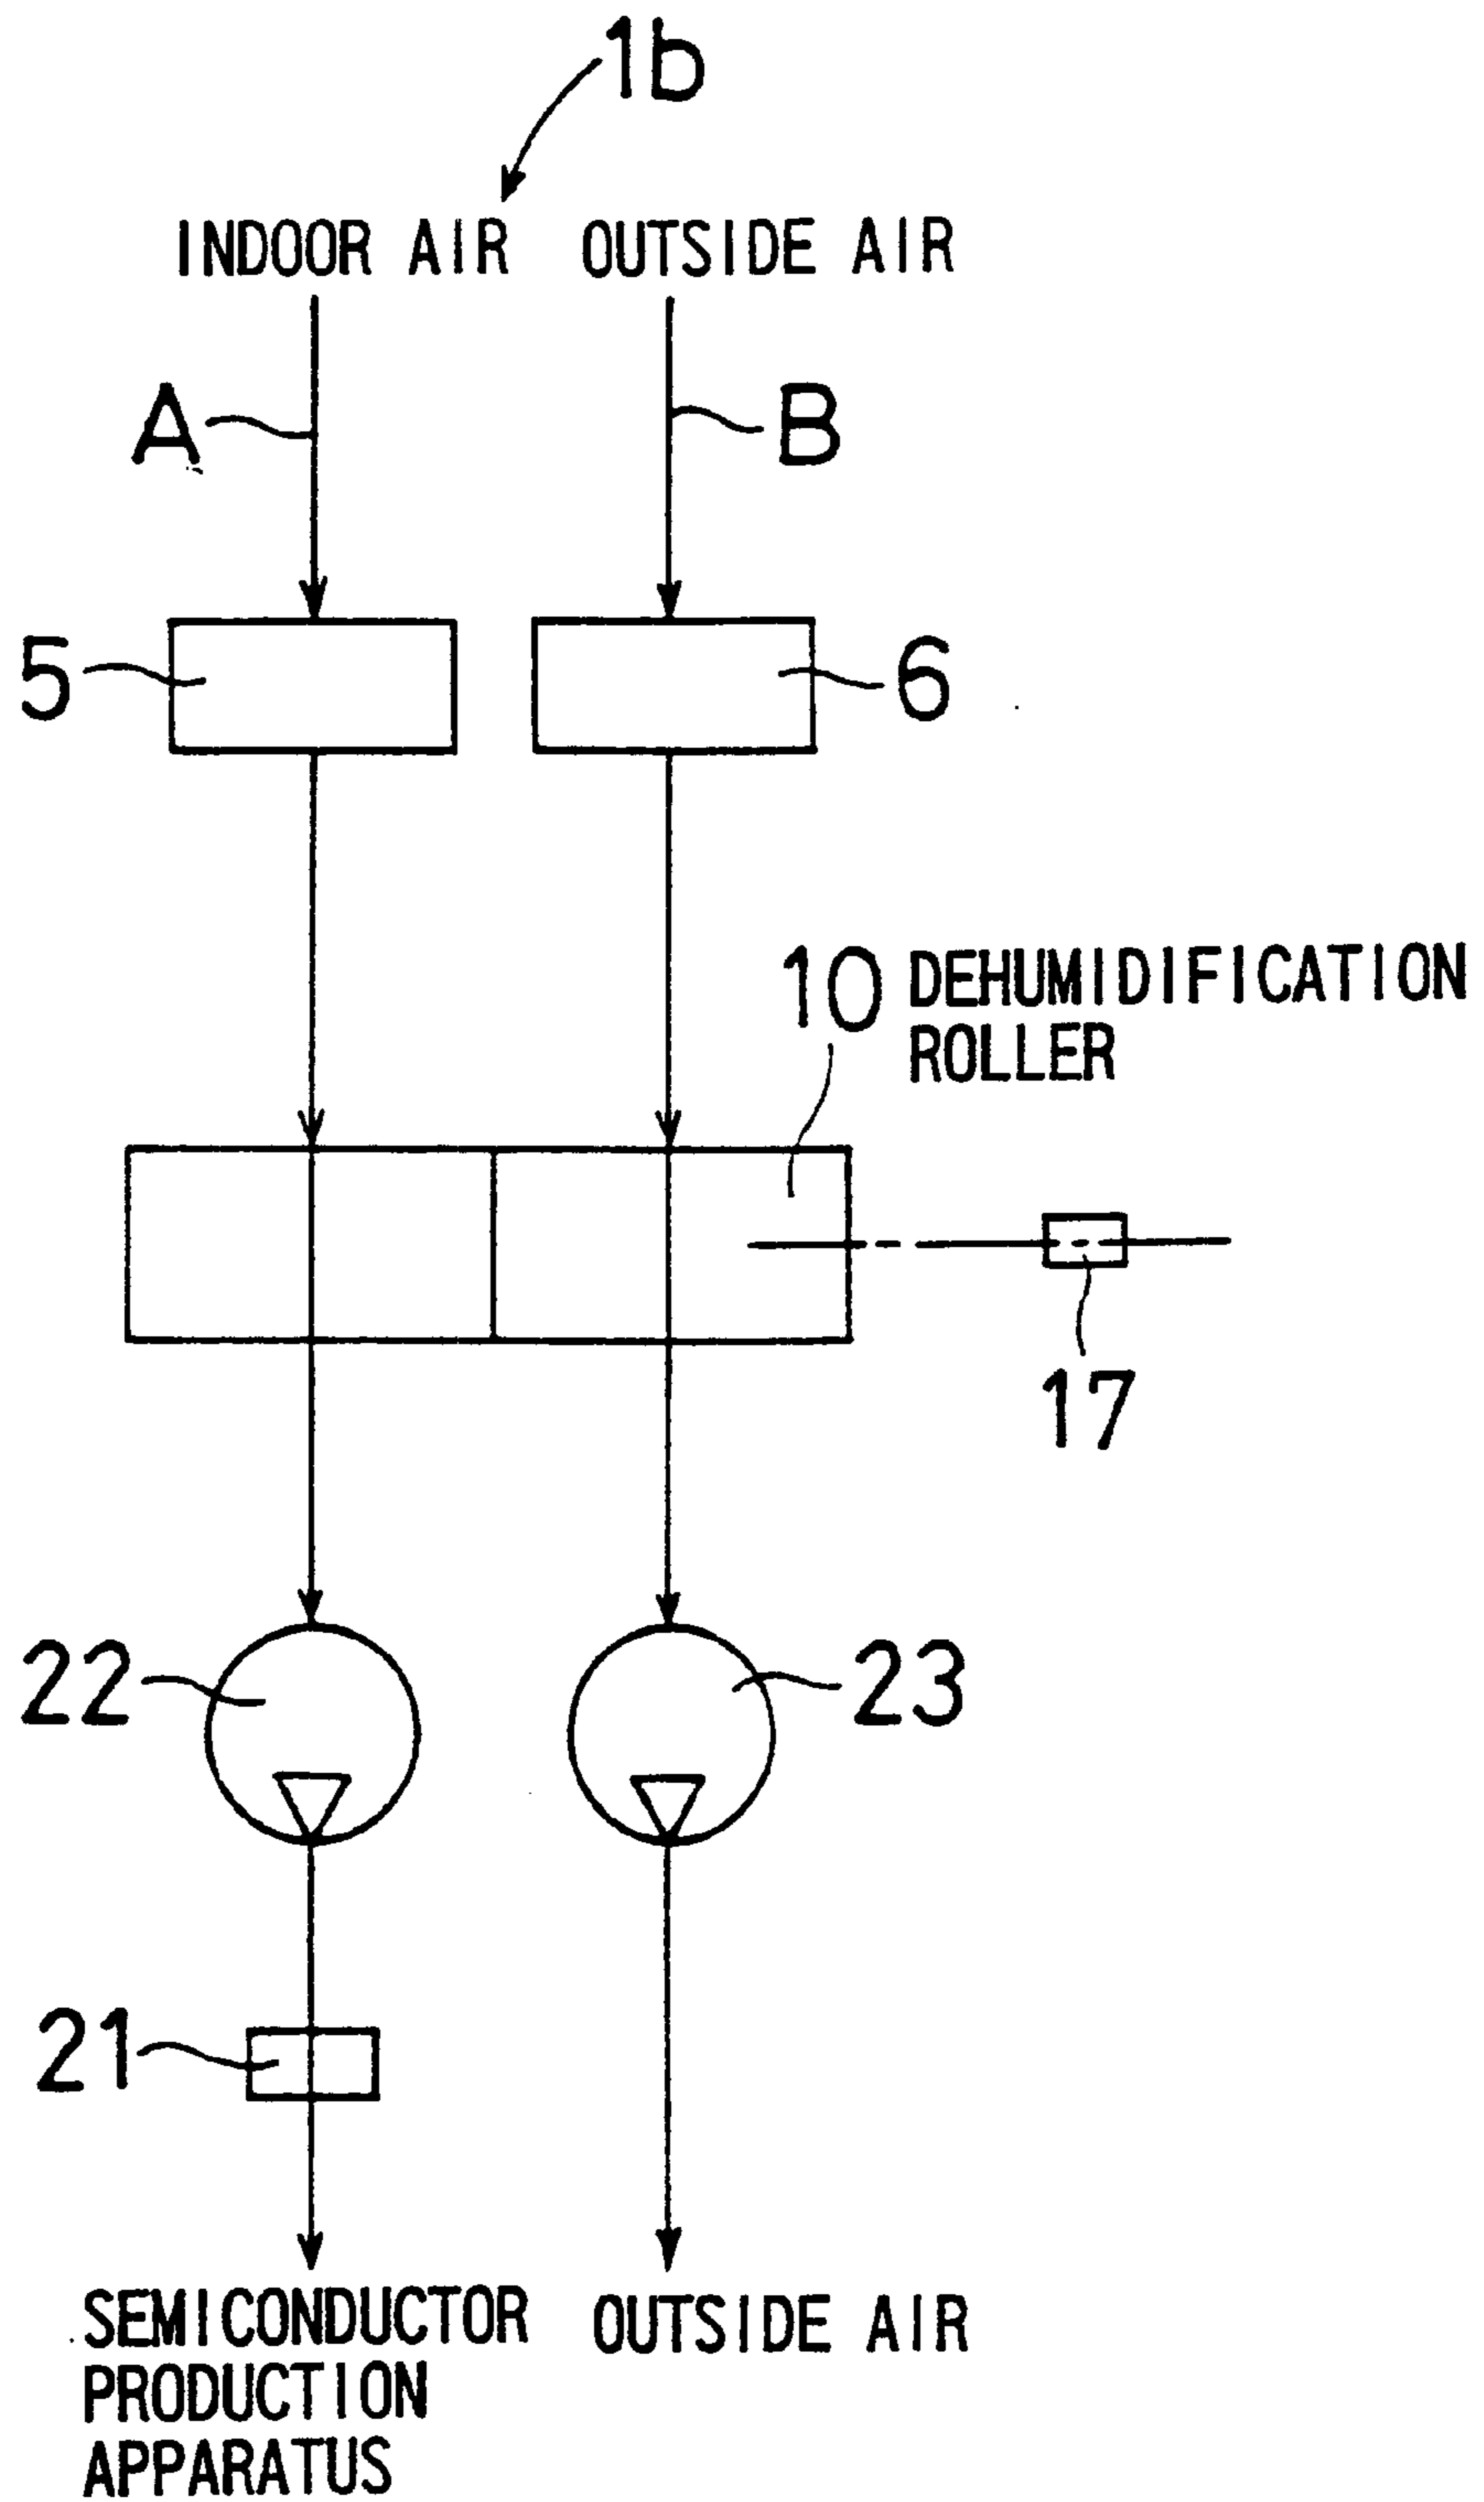 1b
INDOOR AIR OUTSIDE AIR
A B
5 6
10 DEHUMIDIFICATION
ROLLER
17
22 23
21
SEMICONDUCTOR
PRODUCTION
APPARATUS
OUTSIDE AIR